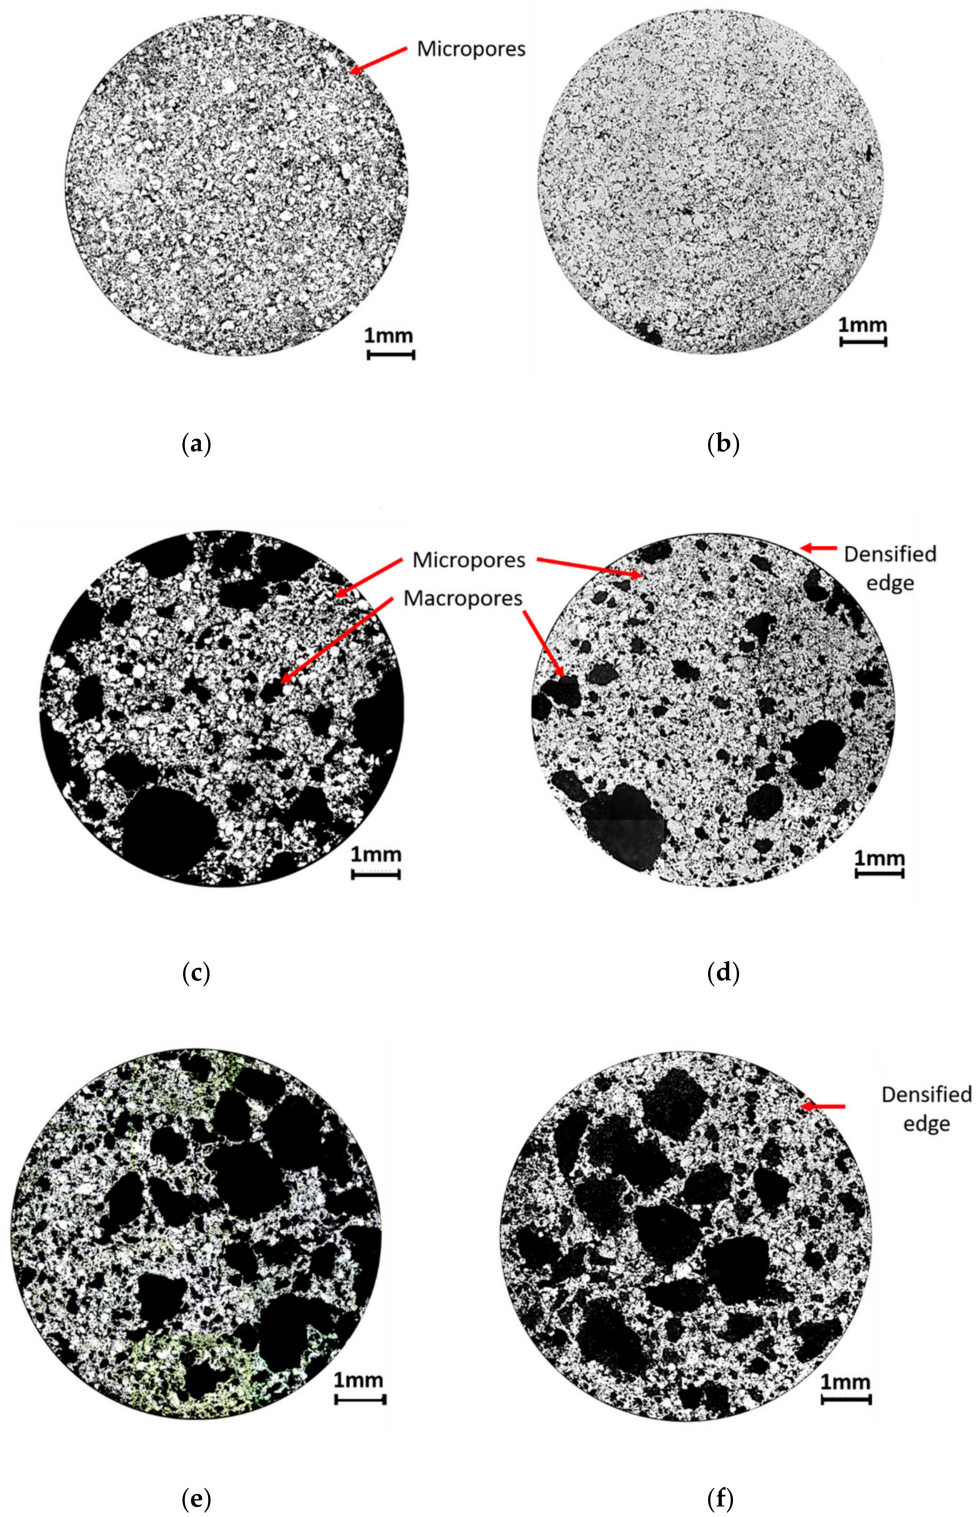 Micropores
1mm
1mm
(a)
(b)
Micropores
Macropores
Densified
edge
1mm
1mm
(c)
(d)
Densified
edge
1mm
1mm
(e)
(f)